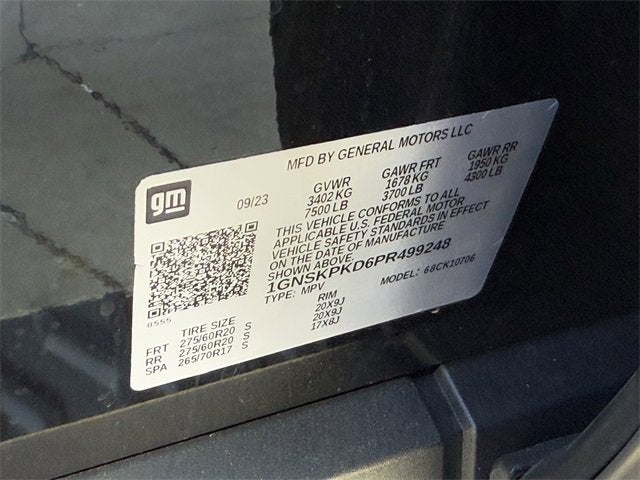 MFD BY GENERAL MOTORS LLC
gm
09/23
GVWR
3402 KG
7500 LB
GAWR FRT
1678 KG
3700 LB
GAWR RR
1950 KG
4300 LB
THIS VEHICLE CONFORMS TO ALL
APPLICABLE U.S. FEDERAL MOTOR
VEHICLE SAFETY STANDARDS IN EFFECT
ON THE DATE OF MANUFACTURE
SHOWN ABOVE.
1GNSKPKD6PR499248
TYPE: MPV
MODEL: 68CK10706
8555
TIRE SIZE
RIM
FRT 275/60R20 S 20X9J
RR 275/60R20 S 20X9J
SPA 265/70R17 S 17X8J